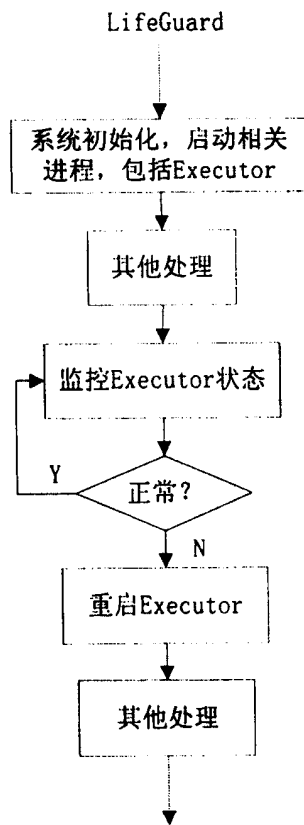 LifeGuard
系统初始化，启动相关
进程，包括Executor
其他处理
监控Executor状态
Y
正常？
N
重启Executor
其他处理